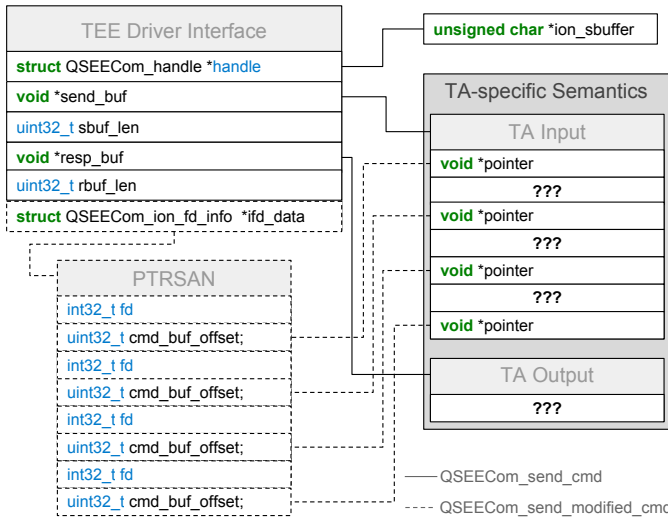 TEE Driver Interface
struct QSEECom_handle *handle
void *send_buf
uint32_t sbuf_len
void *resp_buf
uint32_t rbuf_len
struct QSEECom_ion_fd_info *ifd_data
PTRSAN
int32_t fd
uint32_t cmd_buf_offset;
int32_t fd
uint32_t cmd_buf_offset;
int32_t fd
uint32_t cmd_buf_offset;
int32_t fd
uint32_t cmd_buf_offset;
unsigned char *ion_sbuffer
TA-specific Semantics
TA Input
void *pointer
???
void *pointer
???
void *pointer
???
void *pointer
TA Output
???
QSEECom_send_cmd
QSEECom_send_modified_cmd